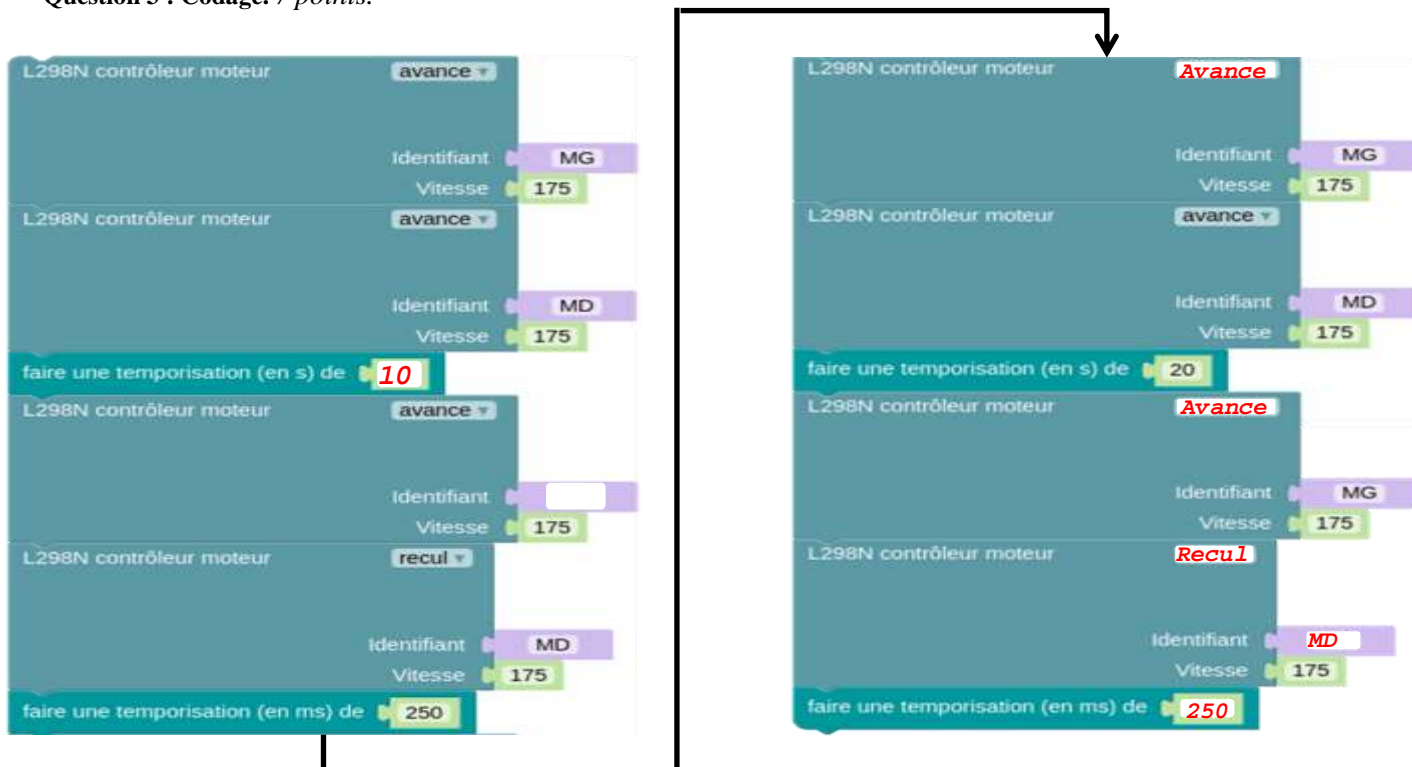 Question 3 : Codage. 7 points.
L298N contrôleur moteur avance
Identifiant MG
Vitesse 175
L298N contrôleur moteur avance
Identifiant MD
Vitesse 175
faire une temporisation (en s) de 10
L298N contrôleur moteur avance
Identifiant
Vitesse 175
L298N contrôleur moteur recul
Identifiant MD
Vitesse 175
faire une temporisation (en ms) de 250
L298N contrôleur moteur Avance
Identifiant MG
Vitesse 175
L298N contrôleur moteur avance
Identifiant MD
Vitesse 175
faire une temporisation (en s) de 20
L298N contrôleur moteur Avance
Identifiant MG
Vitesse 175
L298N contrôleur moteur Recul
Identifiant MD
Vitesse 175
faire une temporisation (en ms) de 250